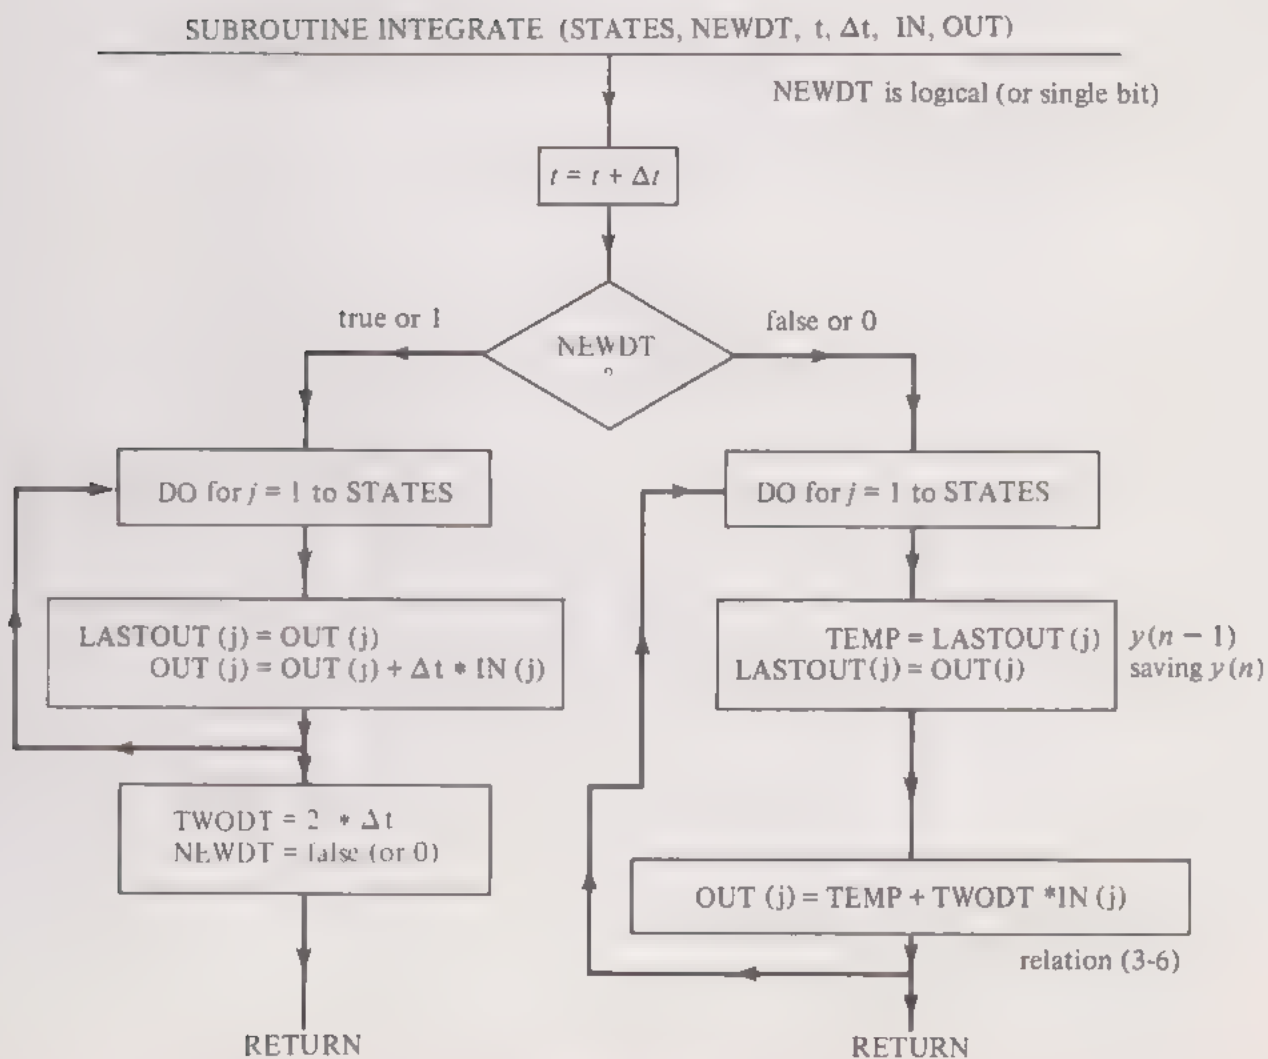 SUBROUTINE INTEGRATE (STATES, NEWDT, t, Δt, IN, OUT)
NEWDT is logical (or single bit)
t = t + Δt
true or 1
false or 0
NEWDT
?
DO for j = 1 to STATES
LASTOUT (j) = OUT (j)
OUT (j) = OUT (j) + Δt * IN (j)
TWODT = 2 * Δt
NEWDT = false (or 0)
RETURN
DO for j = 1 to STATES
TEMP = LASTOUT (j)
LASTOUT(j) = OUT(j)
y(n − 1)
saving y(n)
OUT (j) = TEMP + TWODT *IN (j)
relation (3-6)
RETURN